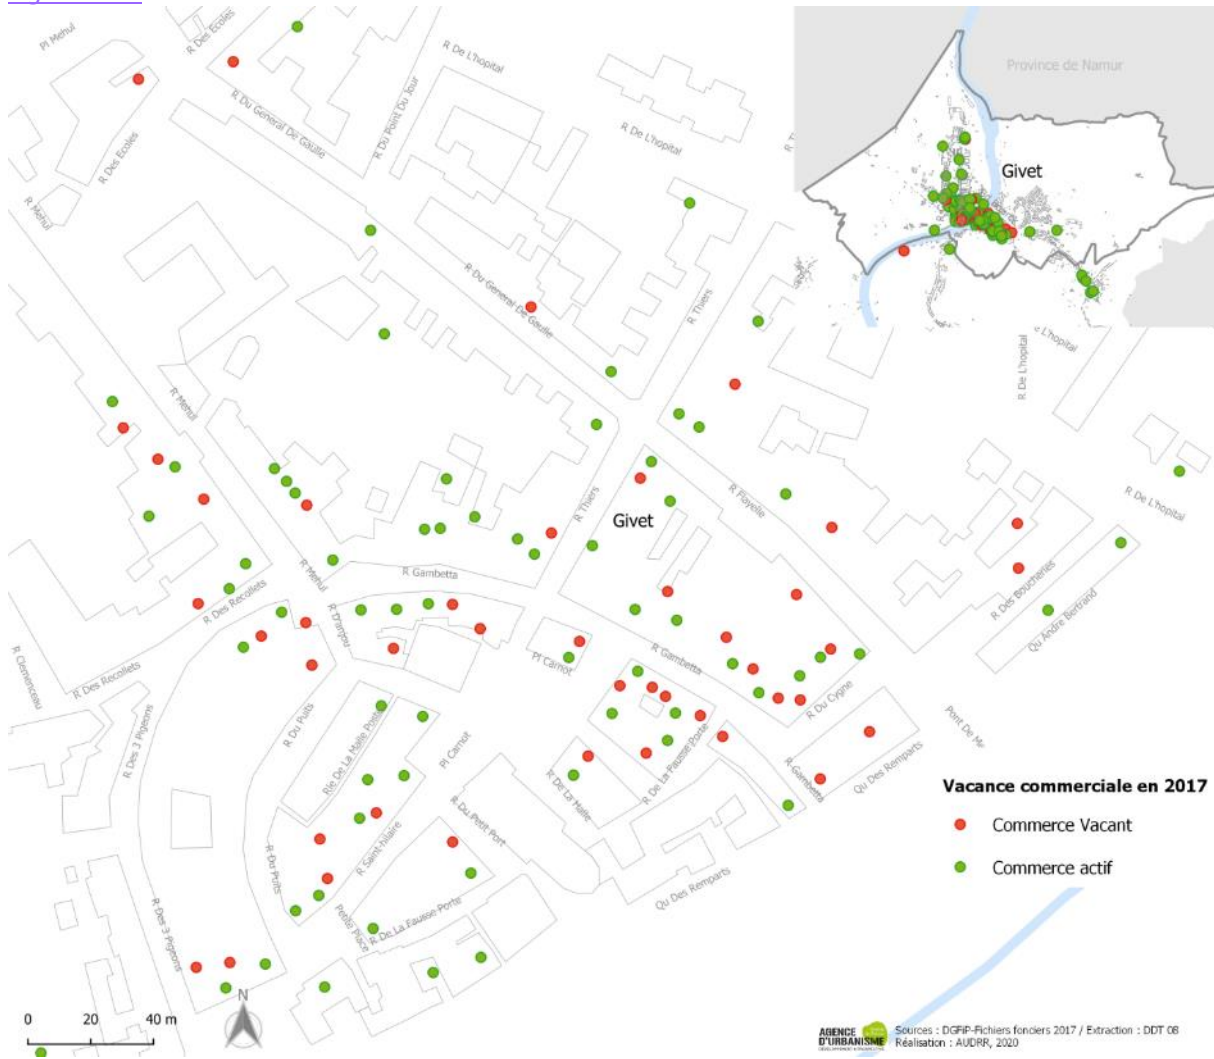 Pl Mehul
R Des Ecoles
R De L'hopital
Province de Namur
R Du General De Gaulle
R Du Point Du Jour
R De L'hopital
R Des Ecoles
Givet
R Mehul
R Du General De Gaulle
R Thiers
R De L'hopital
e L'hopital
R Mehul
R Flayelle
R De L'hopital
R Thiers
Givet
R Mehul
R Gambetta
R Des Recollets
R D'anjou
R Des Boucheries
Qu Andre Bertrand
R Clemenceau
R Des Recollets
Pl Carnot
R Gambetta
R Du Cygne
R Des 3 Pigeons
R Du Puits
Rle De La Malle Poste
Pl Carnot
R De La Fausse Porte
Pont De Me
R Gambetta
Qu Des Remparts
R De La Halle
R Du Petit Port
Vacance commerciale en 2017
Commerce Vacant
Commerce actif
R Saint-hilaire
R Du Puits
Qu Des Remparts
R Des 3 Pigeons
Petite Place
R De La Fausse Porte
N
0 20 40 m
AGENCE
D'URBANISME
Sources : DGFiP-Fichiers fonciers 2017 / Extraction : DDT 08
Réalisation : AUDRR, 2020